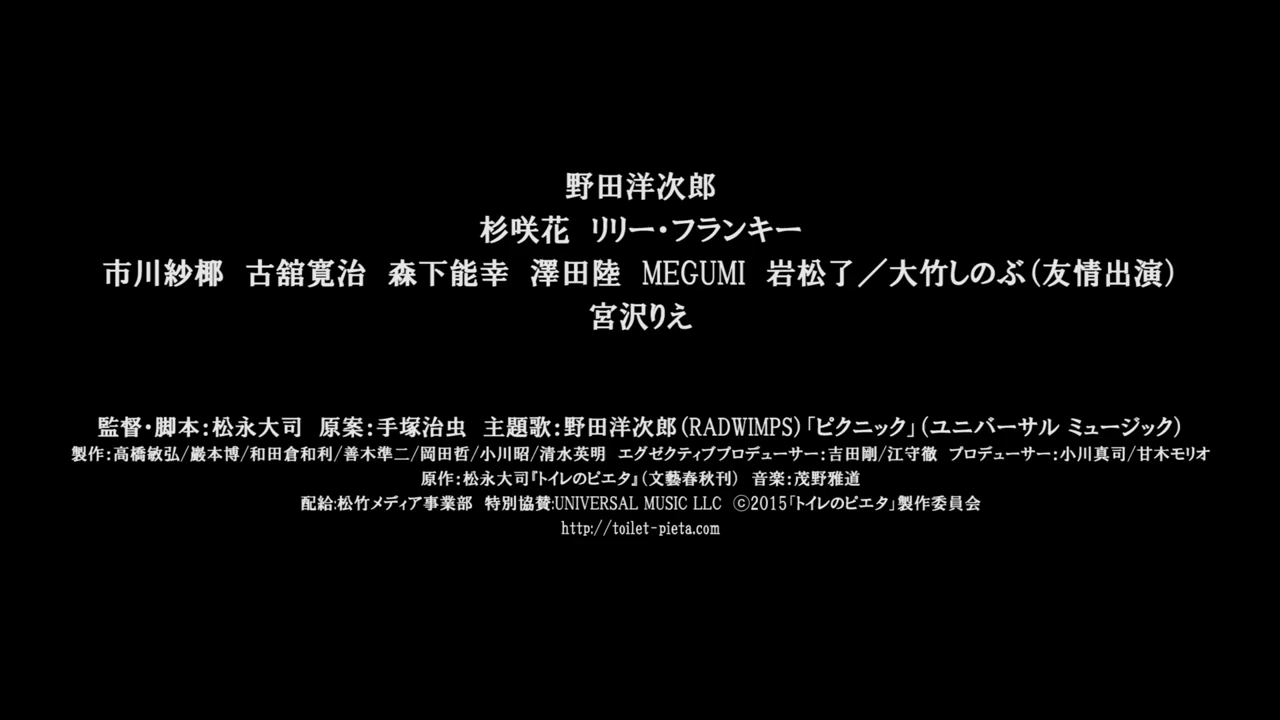 野田洋次郎
杉咲花　リリー・フランキー
市川紗椰　古舘寛治　森下能幸　澤田陸　MEGUMI　岩松了／大竹しのぶ（友情出演）
宮沢りえ
監督・脚本：松永大司　原案：手塚治虫　主題歌：野田洋次郎（RADWIMPS）「ピクニック」（ユニバーサル ミュージック）
製作：高橋敏弘/巖本博/和田倉和利/善木準二/岡田哲/小川昭/清水英明　エグゼクティブプロデューサー：吉田剛/江守徹　プロデューサー：小川真司/甘木モリオ
原作：松永大司『トイレのピエタ』（文藝春秋刊）　音楽：茂野雅道
配給:松竹メディア事業部　特別協賛:UNIVERSAL MUSIC LLC　©2015「トイレのピエタ」製作委員会
http://toilet-pieta.com